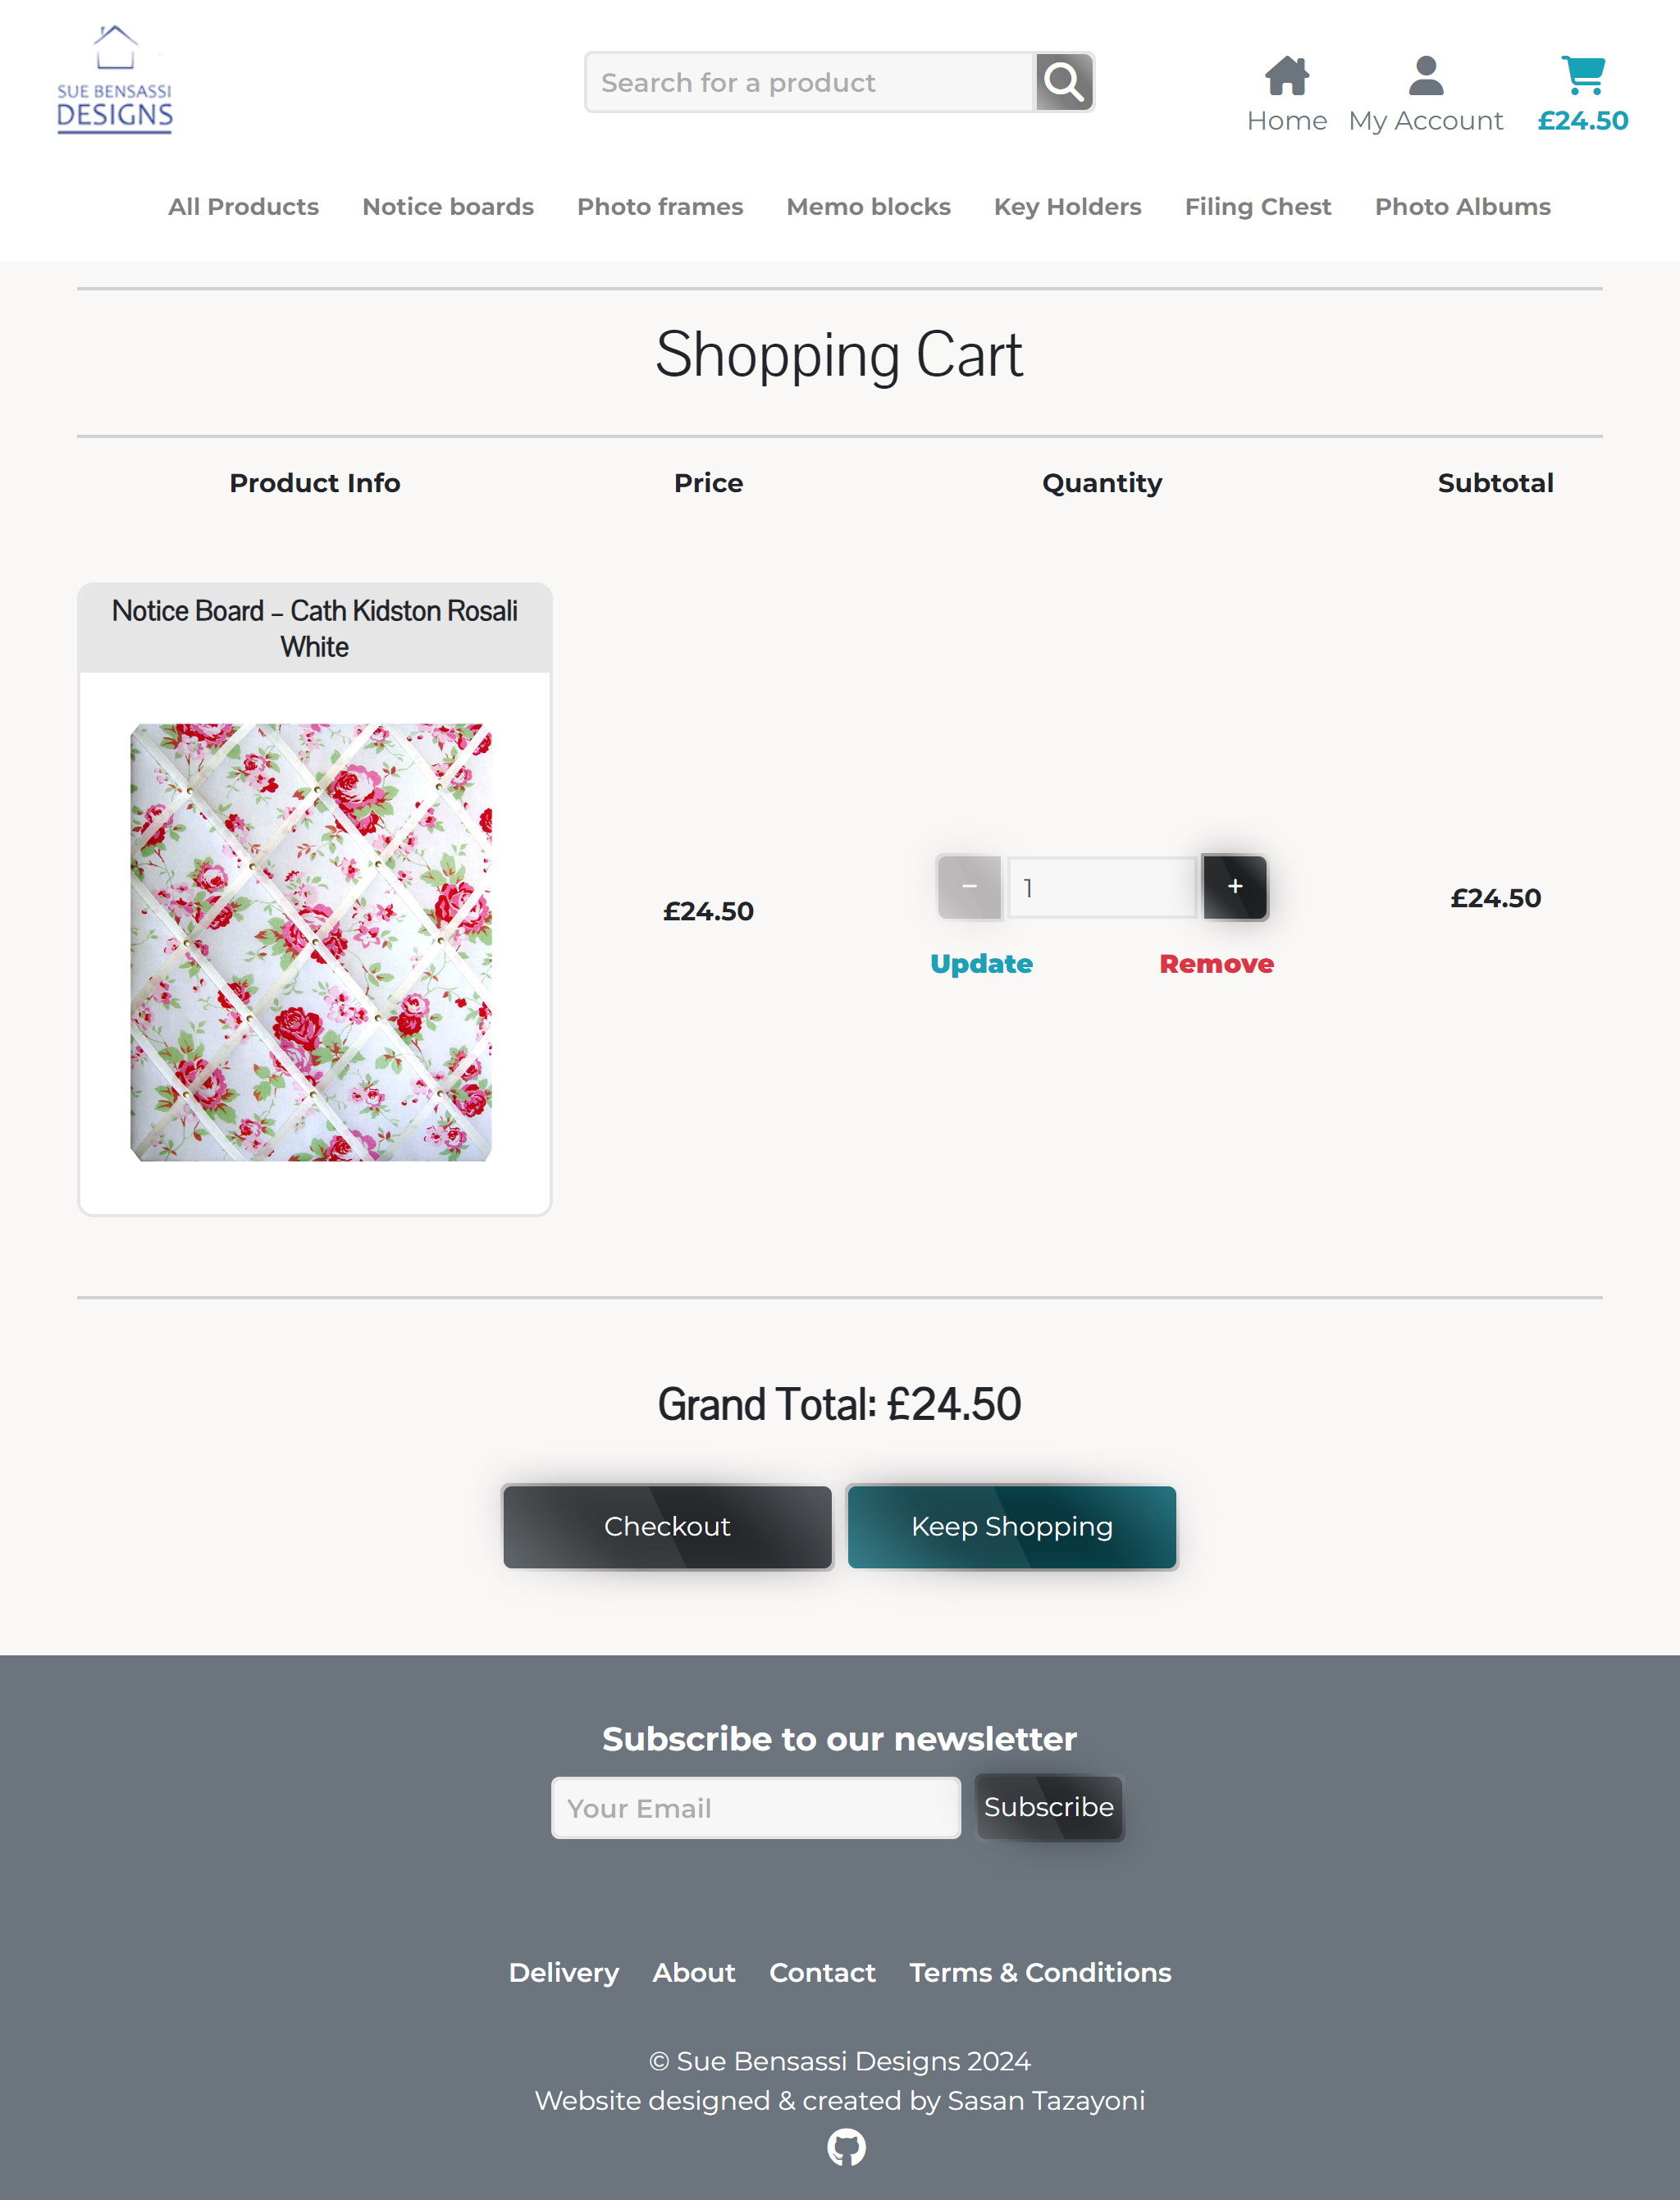 SUE BENSASSI
DESIGNS
Search for a product
Home
My Account
£24.50
All Products
Notice boards
Photo frames
Memo blocks
Key Holders
Filing Chest
Photo Albums
Shopping Cart
Product Info
Price
Quantity
Subtotal
Notice Board – Cath Kidston Rosali
White
£24.50
− 1 +
Update
Remove
£24.50
Grand Total: £24.50
Checkout
Keep Shopping
Subscribe to our newsletter
Your Email
Subscribe
Delivery
About
Contact
Terms & Conditions
© Sue Bensassi Designs 2024
Website designed & created by Sasan Tazayoni